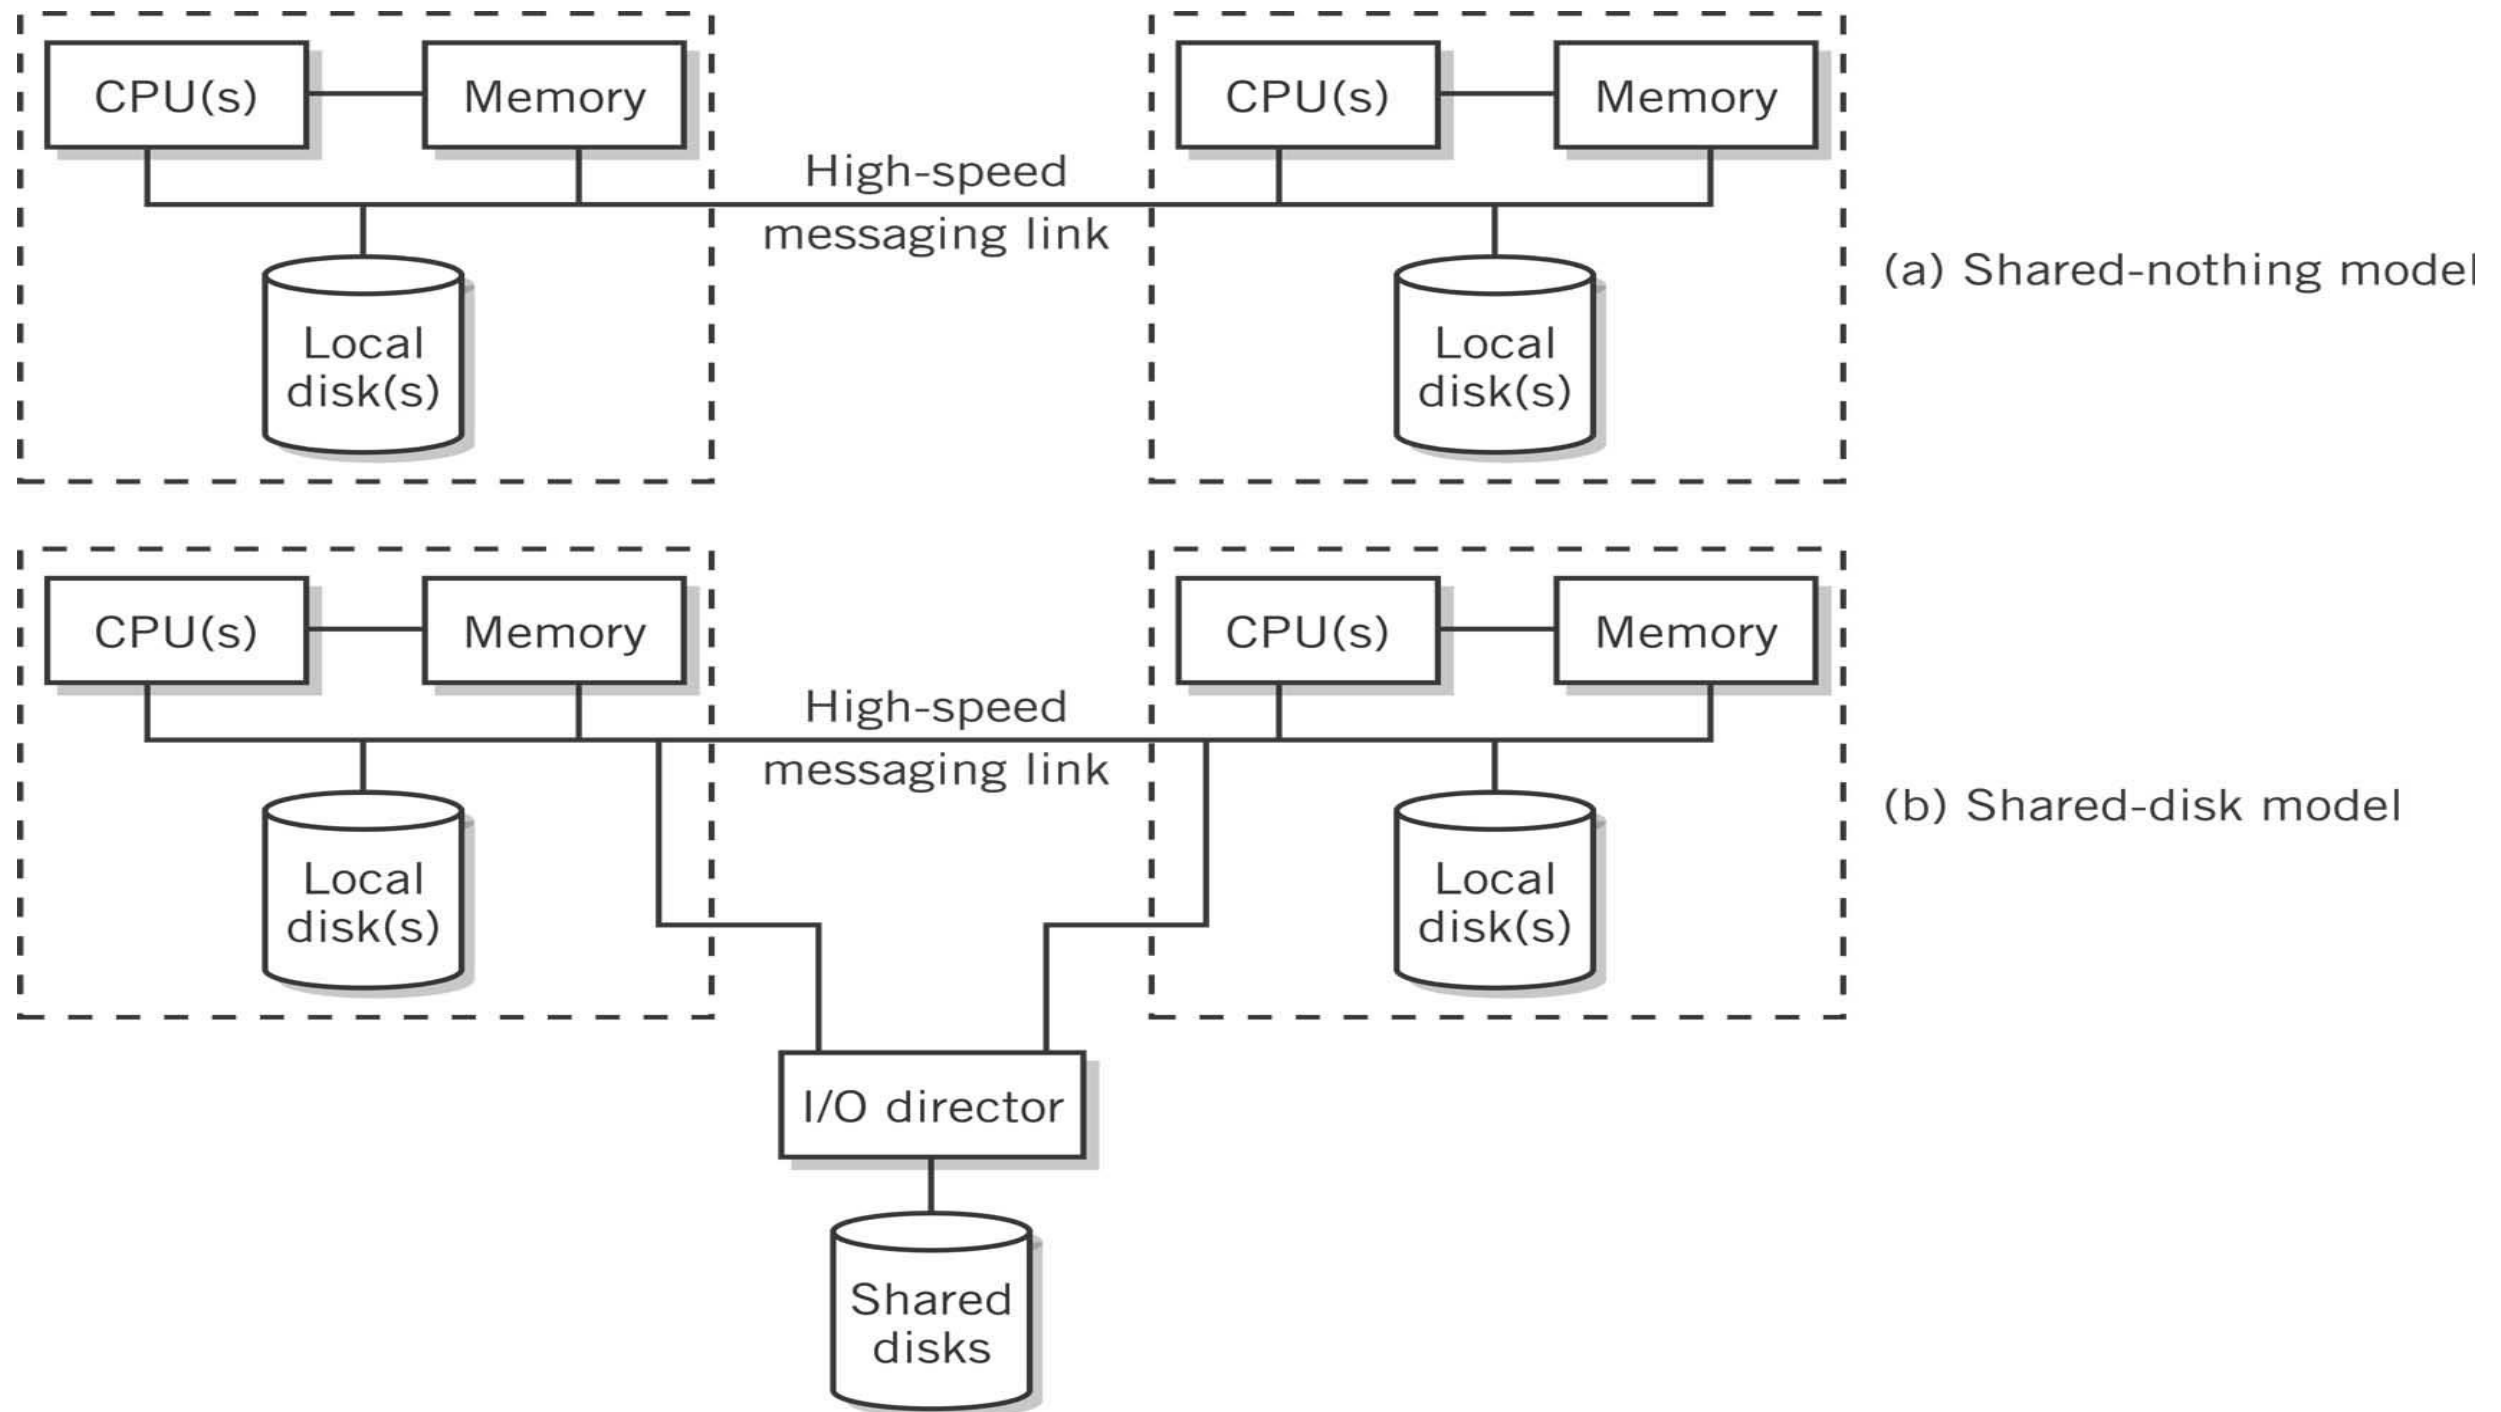 CPU(s)
Memory
CPU(s)
Memory
High-speed
messaging link
Local
disk(s)
Local
disk(s)
(a) Shared-nothing model
CPU(s)
Memory
CPU(s)
Memory
High-speed
messaging link
Local
disk(s)
Local
disk(s)
(b) Shared-disk model
I/O director
Shared
disks